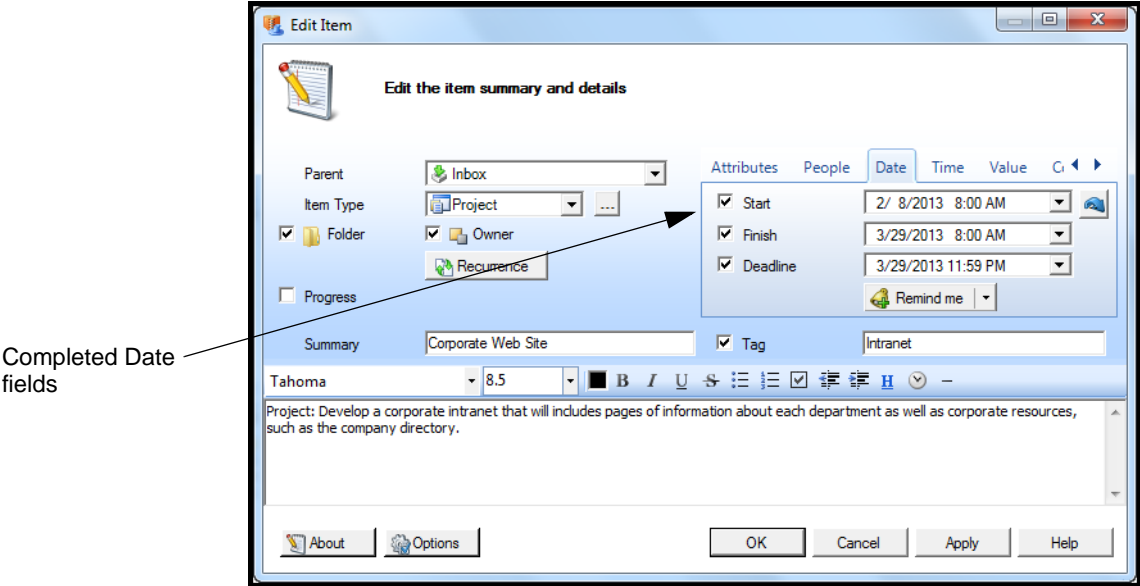 Edit Item
Edit the item summary and details
Attributes People Date Time Value
Parent Inbox
Start 2/ 8/2013 8:00 AM
Item Type Project ...
Folder Owner
Finish 3/29/2013 8:00 AM
Recurrence
Deadline 3/29/2013 11:59 PM
Progress
Remind me
Completed Date
fields
Summary Corporate Web Site Tag Intranet
Tahoma 8.5 B I U S H
Project: Develop a corporate intranet that will includes pages of information about each department as well as corporate resources,
such as the company directory.
About Options OK Cancel Apply Help